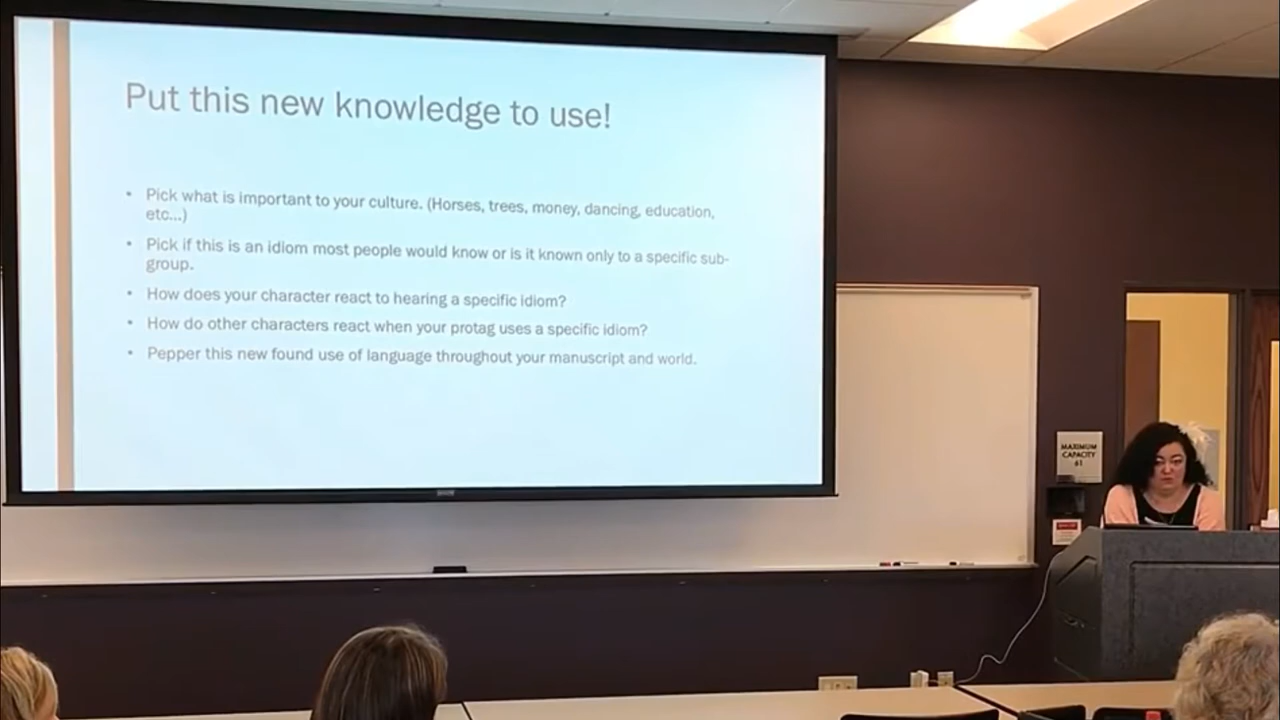 Put this new knowledge to use!
• Pick what is important to your culture. (Horses, trees, money, dancing, education,
etc...)
• Pick if this is an idiom most people would know or is it known only to a specific sub-
group.
• How does your character react to hearing a specific idiom?
• How do other characters react when your protag uses a specific idiom?
• Pepper this new found use of language throughout your manuscript and world.
MAXIMUM
CAPACITY
61